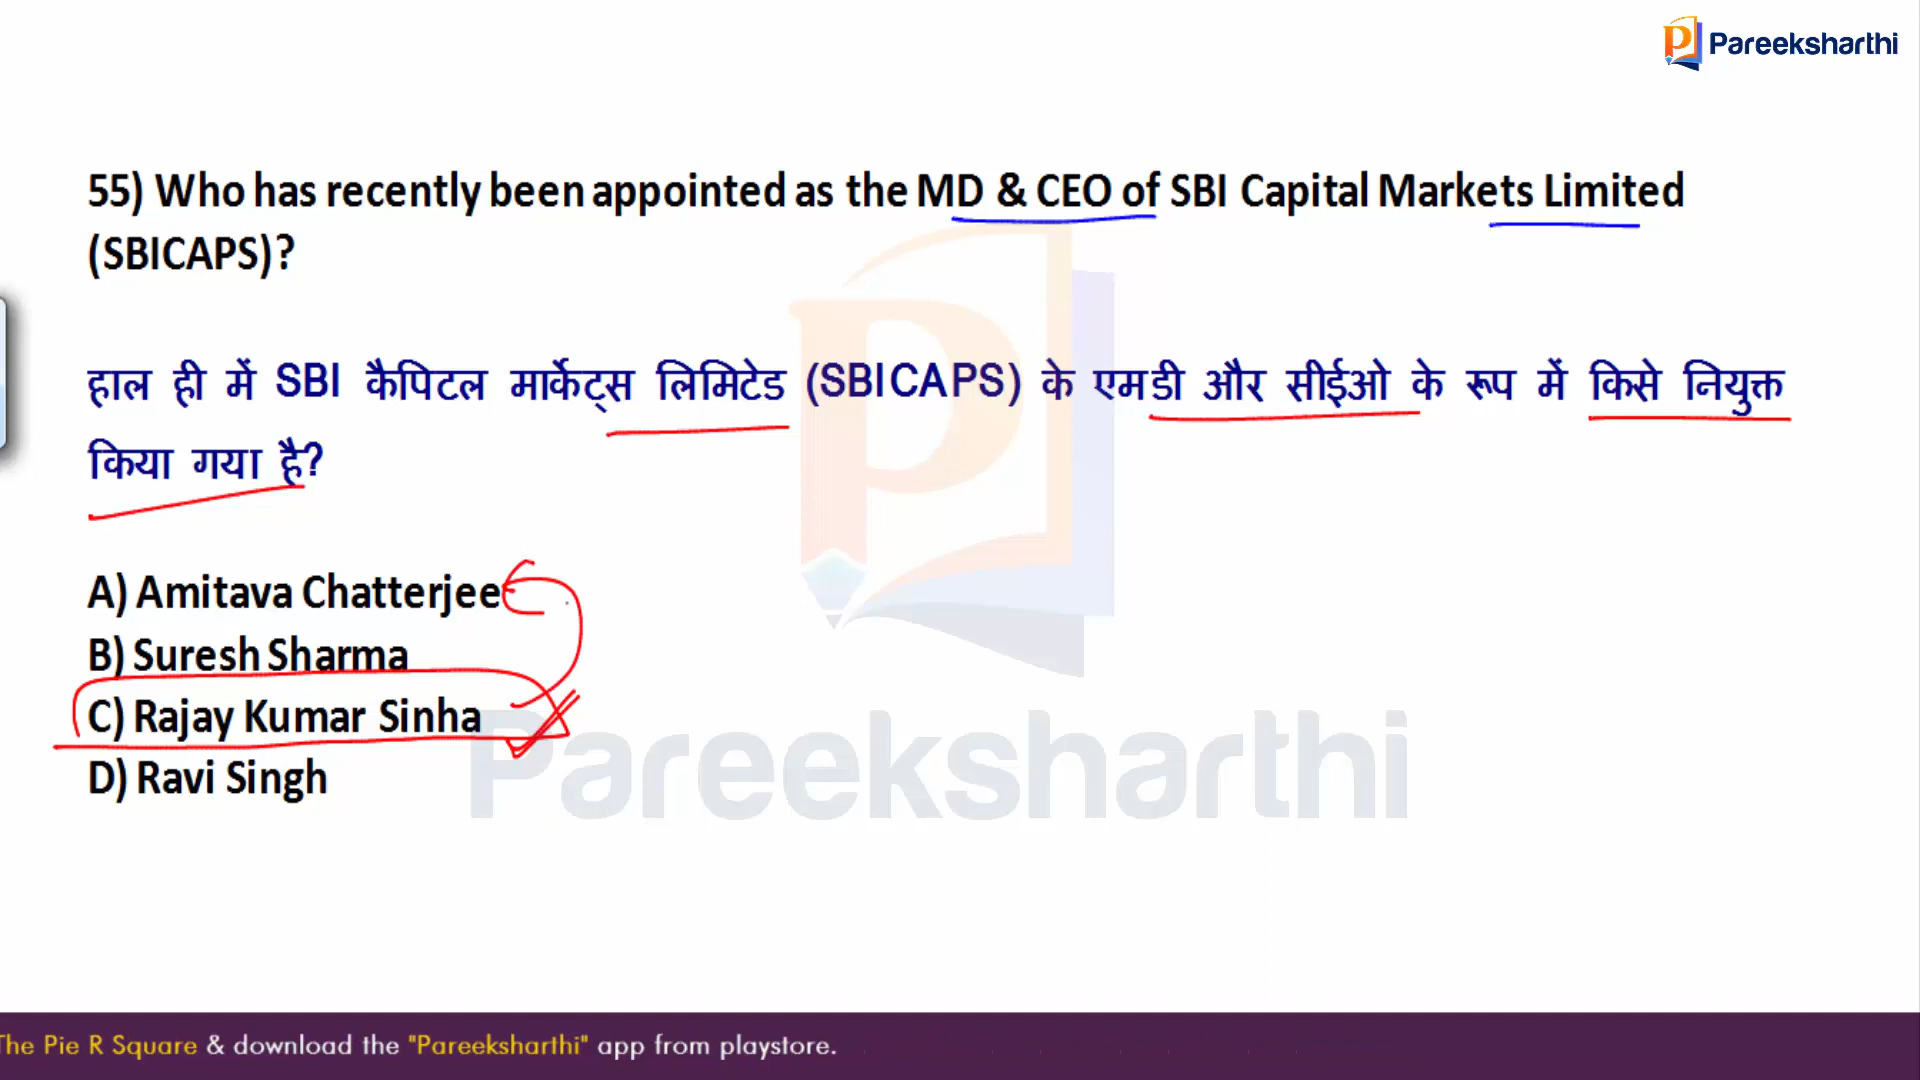 Pareeksharthi
55) Who has recently been appointed as the MD & CEO of SBI Capital Markets Limited
(SBICAPS)?
हाल ही में SBI कैपिटल मार्केट्स लिमिटेड (SBICAPS) के एमडी और सीईओ के रूप में किसे नियुक्त
किया गया है?
A) Amitava Chatterjee
B) Suresh Sharma
C) Rajay Kumar Sinha
D) Ravi Singh
Pareeksharthi
The Pie R Square & download the "Pareeksharthi" app from playstore.